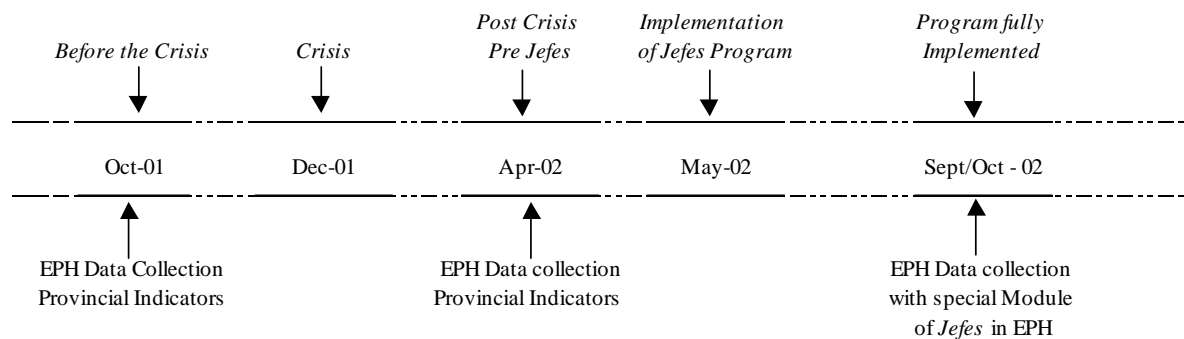 Before the Crisis
Crisis
Post Crisis
Pre Jefes
Implementation
of Jefes Program
Program fully
Implemented
Oct-01
Dec-01
Apr-02
May-02
Sept/Oct - 02
EPH Data Collection
Provincial Indicators
EPH Data collection
Provincial Indicators
EPH Data collection
with special Module
of Jefes in EPH